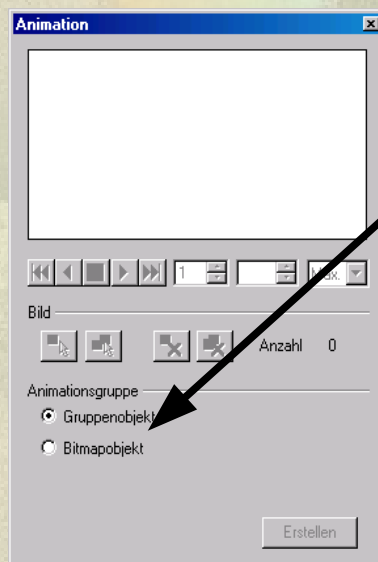 Animation
1
Max.
Bild
Anzahl 0
Animationsgruppe
Gruppenobjekt
Bitmapobjekt
Erstellen